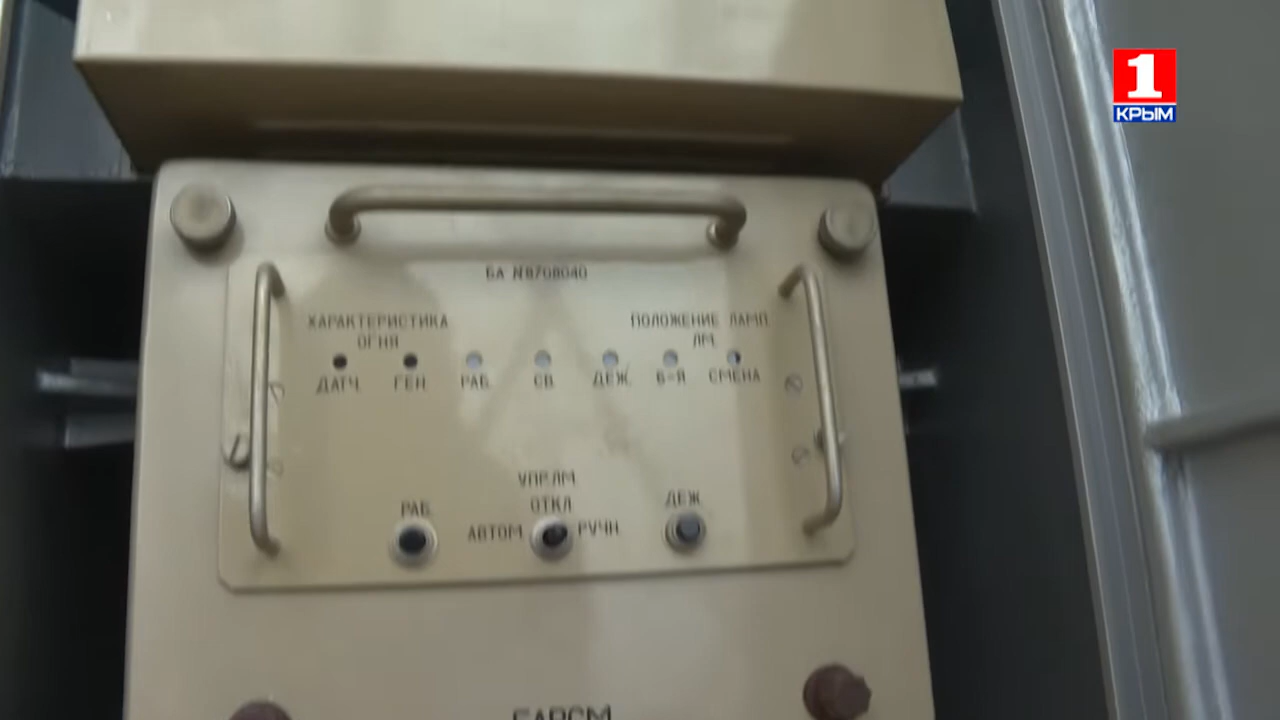 1
КРЫМ
БА №8708040
ХАРАКТЕРИСТИКА
ОГНЯ
ПОЛОЖЕНИЕ ЛАМП
ЛМ
ДАТЧ. ГЕН. РАБ. СВ. ДЕЖ. 6-Я СМЕНА
УПР.ЛМ
РАБ. ОТКЛ ДЕЖ.
АВТОМ. РУЧН.